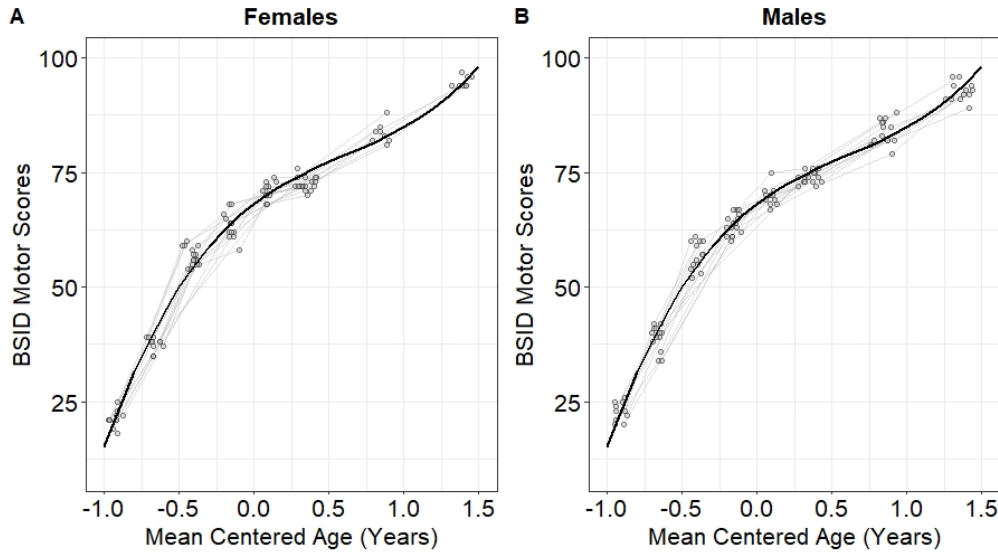 A Females
BSID Motor Scores
100
75
50
25
-1.0 -0.5 0.0 0.5 1.0 1.5
Mean Centered Age (Years)
B Males
BSID Motor Scores
100
75
50
25
-1.0 -0.5 0.0 0.5 1.0 1.5
Mean Centered Age (Years)